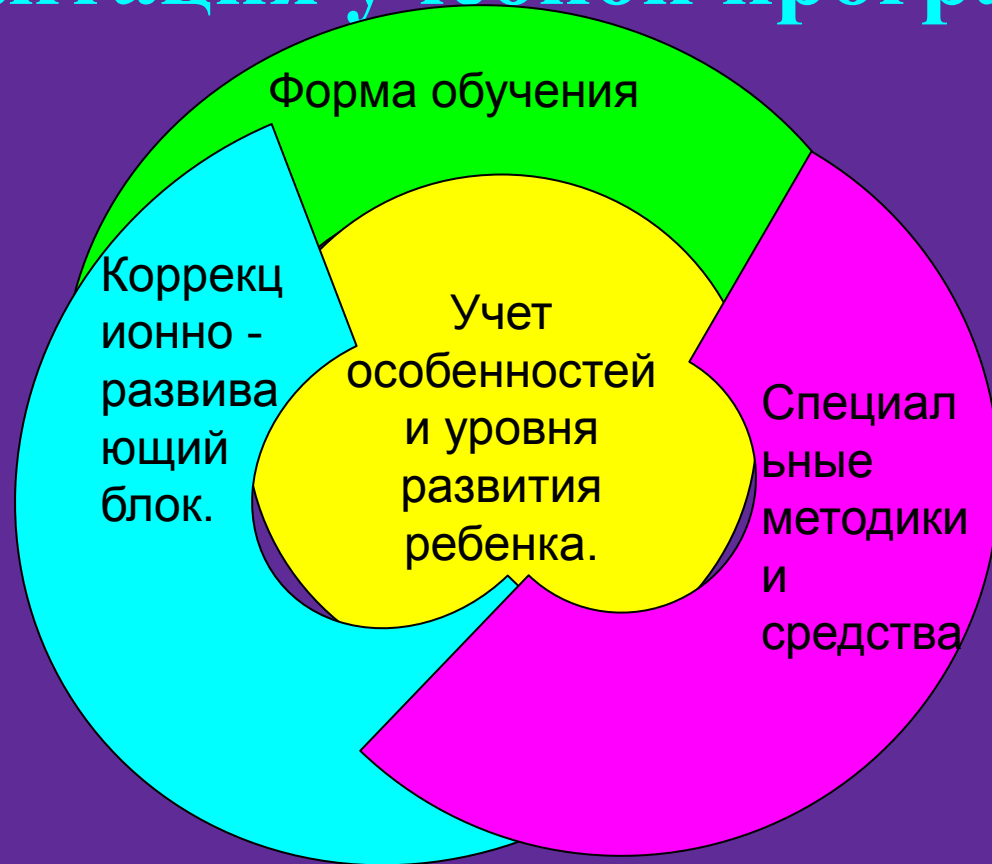 Форма обучения
Коррекц
ионно -
развива
ющий
блок.
Учет
особенностей
и уровня
развития
ребенка.
Специал
ьные
методики
и
средства